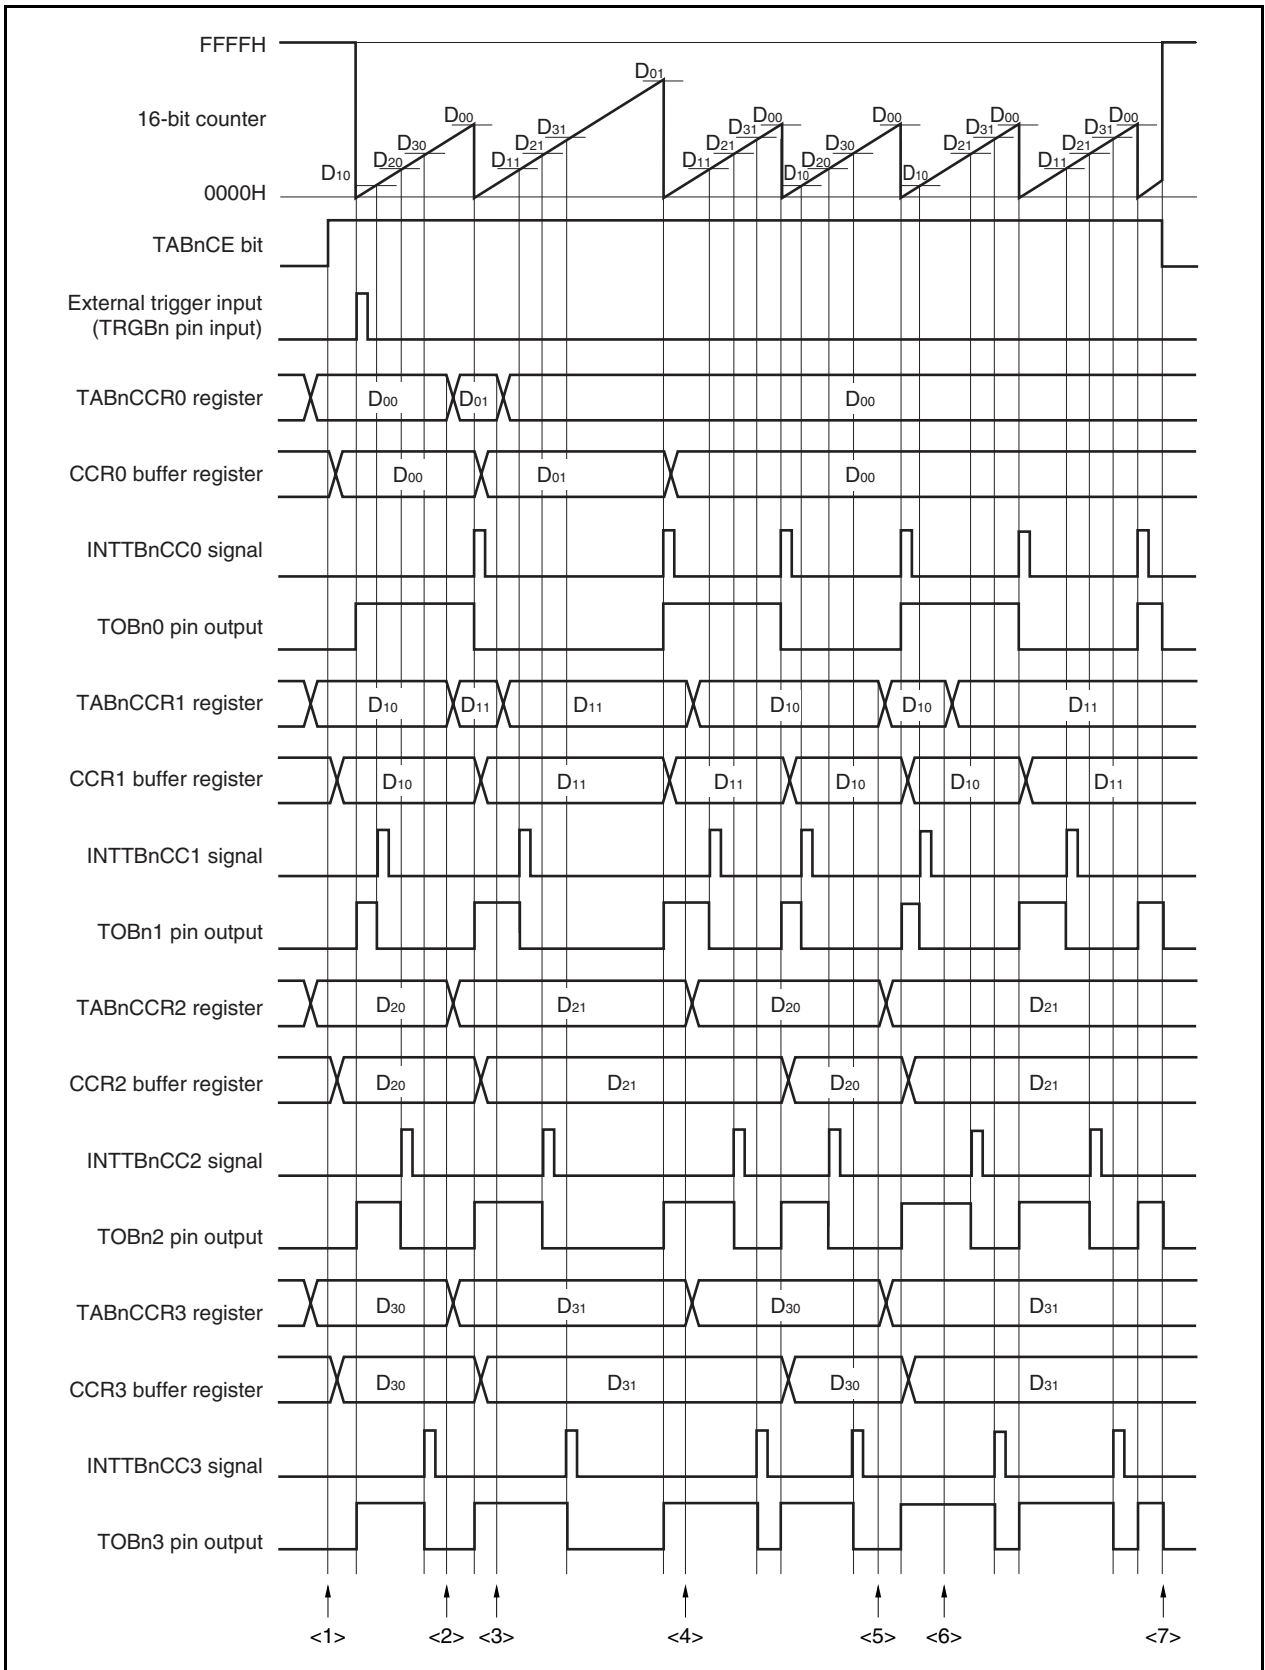 FFFFH
16-bit counter
0000H
D10 D20 D30 D00 D11 D21 D31 D01 D11 D21 D31 D00 D10 D20 D30 D00 D10 D21 D31 D00 D11 D21 D31 D00
TABnCE bit
External trigger input
(TRGBn pin input)
TABnCCR0 register D00 D01 D00
CCR0 buffer register D00 D01 D00
INTTBnCC0 signal
TOBn0 pin output
TABnCCR1 register D10 D11 D11 D10 D10 D11
CCR1 buffer register D10 D11 D11 D10 D10 D11
INTTBnCC1 signal
TOBn1 pin output
TABnCCR2 register D20 D21 D20 D21
CCR2 buffer register D20 D21 D20 D21
INTTBnCC2 signal
TOBn2 pin output
TABnCCR3 register D30 D31 D30 D31
CCR3 buffer register D30 D31 D30 D31
INTTBnCC3 signal
TOBn3 pin output
<1> <2> <3> <4> <5> <6> <7>